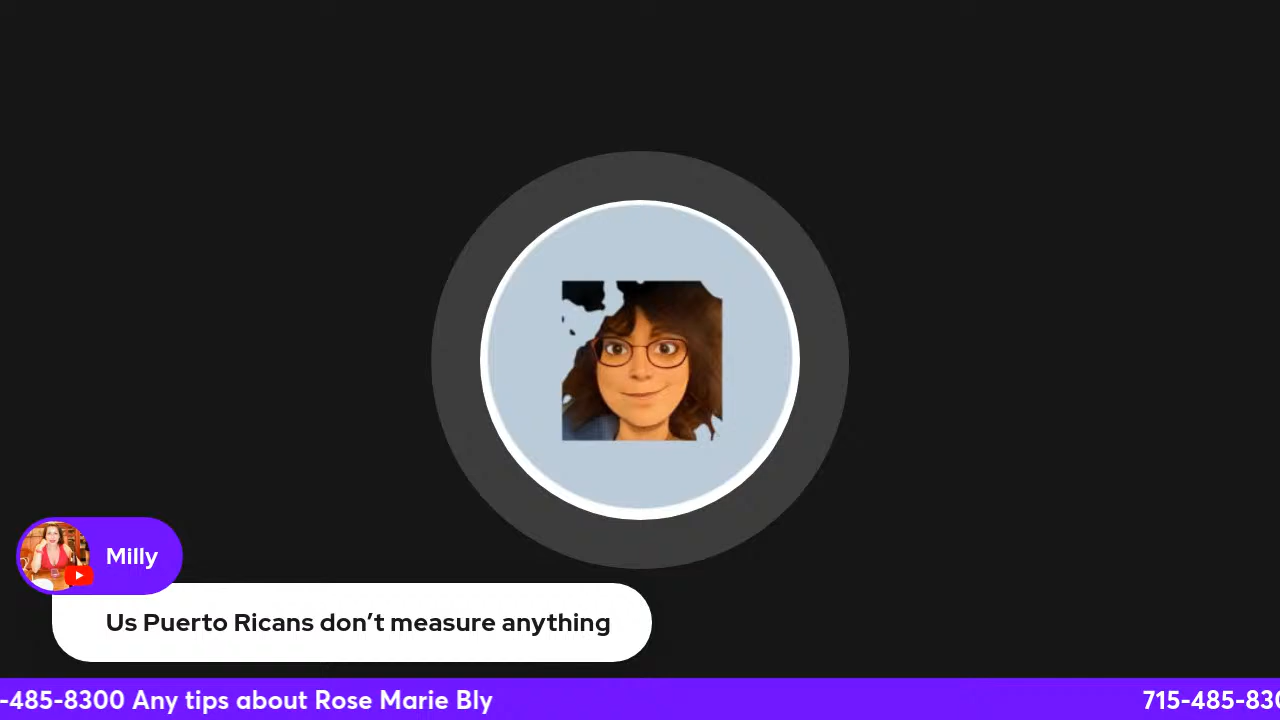 Milly
Us Puerto Ricans don’t measure anything
-485-8300 Any tips about Rose Marie Bly 715-485-830